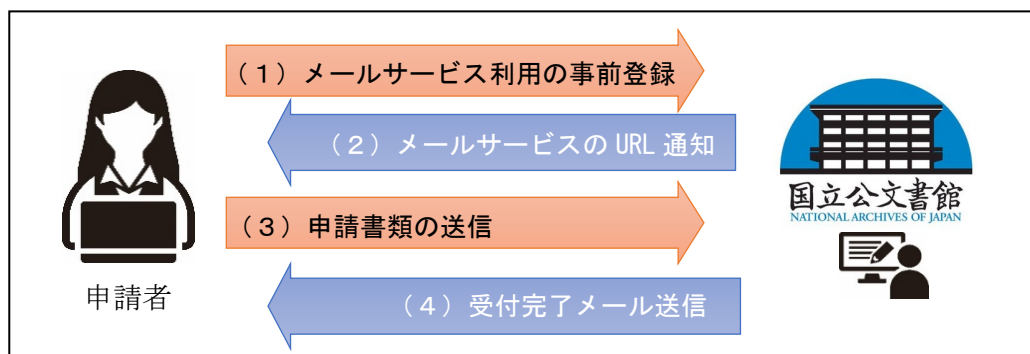 （１）メールサービス利用の事前登録
（２）メールサービスの URL 通知
国立公文書館
NATIONAL ARCHIVES OF JAPAN
（３）申請書類の送信
申請者
（４）受付完了メール送信